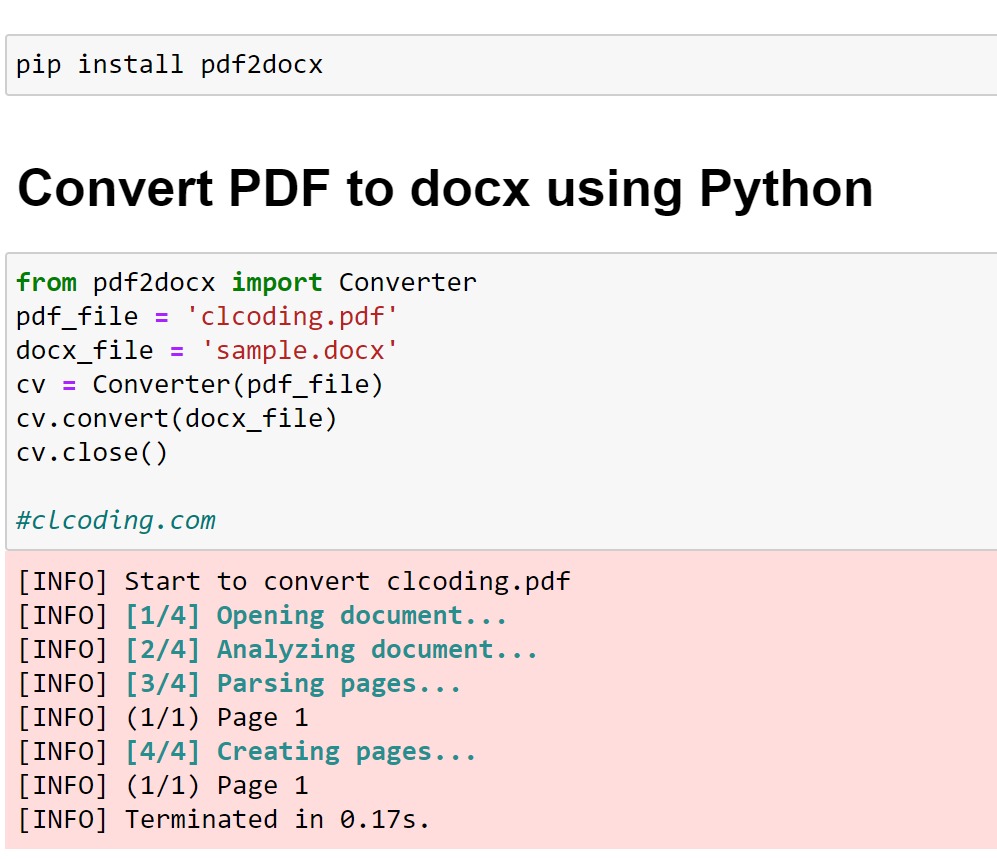 pip install pdf2docx
Convert PDF to docx using Python
from pdf2docx import Converter
pdf_file = 'clcoding.pdf'
docx_file = 'sample.docx'
cv = Converter(pdf_file)
cv.convert(docx_file)
cv.close()
#clcoding.com
[INFO] Start to convert clcoding.pdf
[INFO] [1/4] Opening document...
[INFO] [2/4] Analyzing document...
[INFO] [3/4] Parsing pages...
[INFO] (1/1) Page 1
[INFO] [4/4] Creating pages...
[INFO] (1/1) Page 1
[INFO] Terminated in 0.17s.